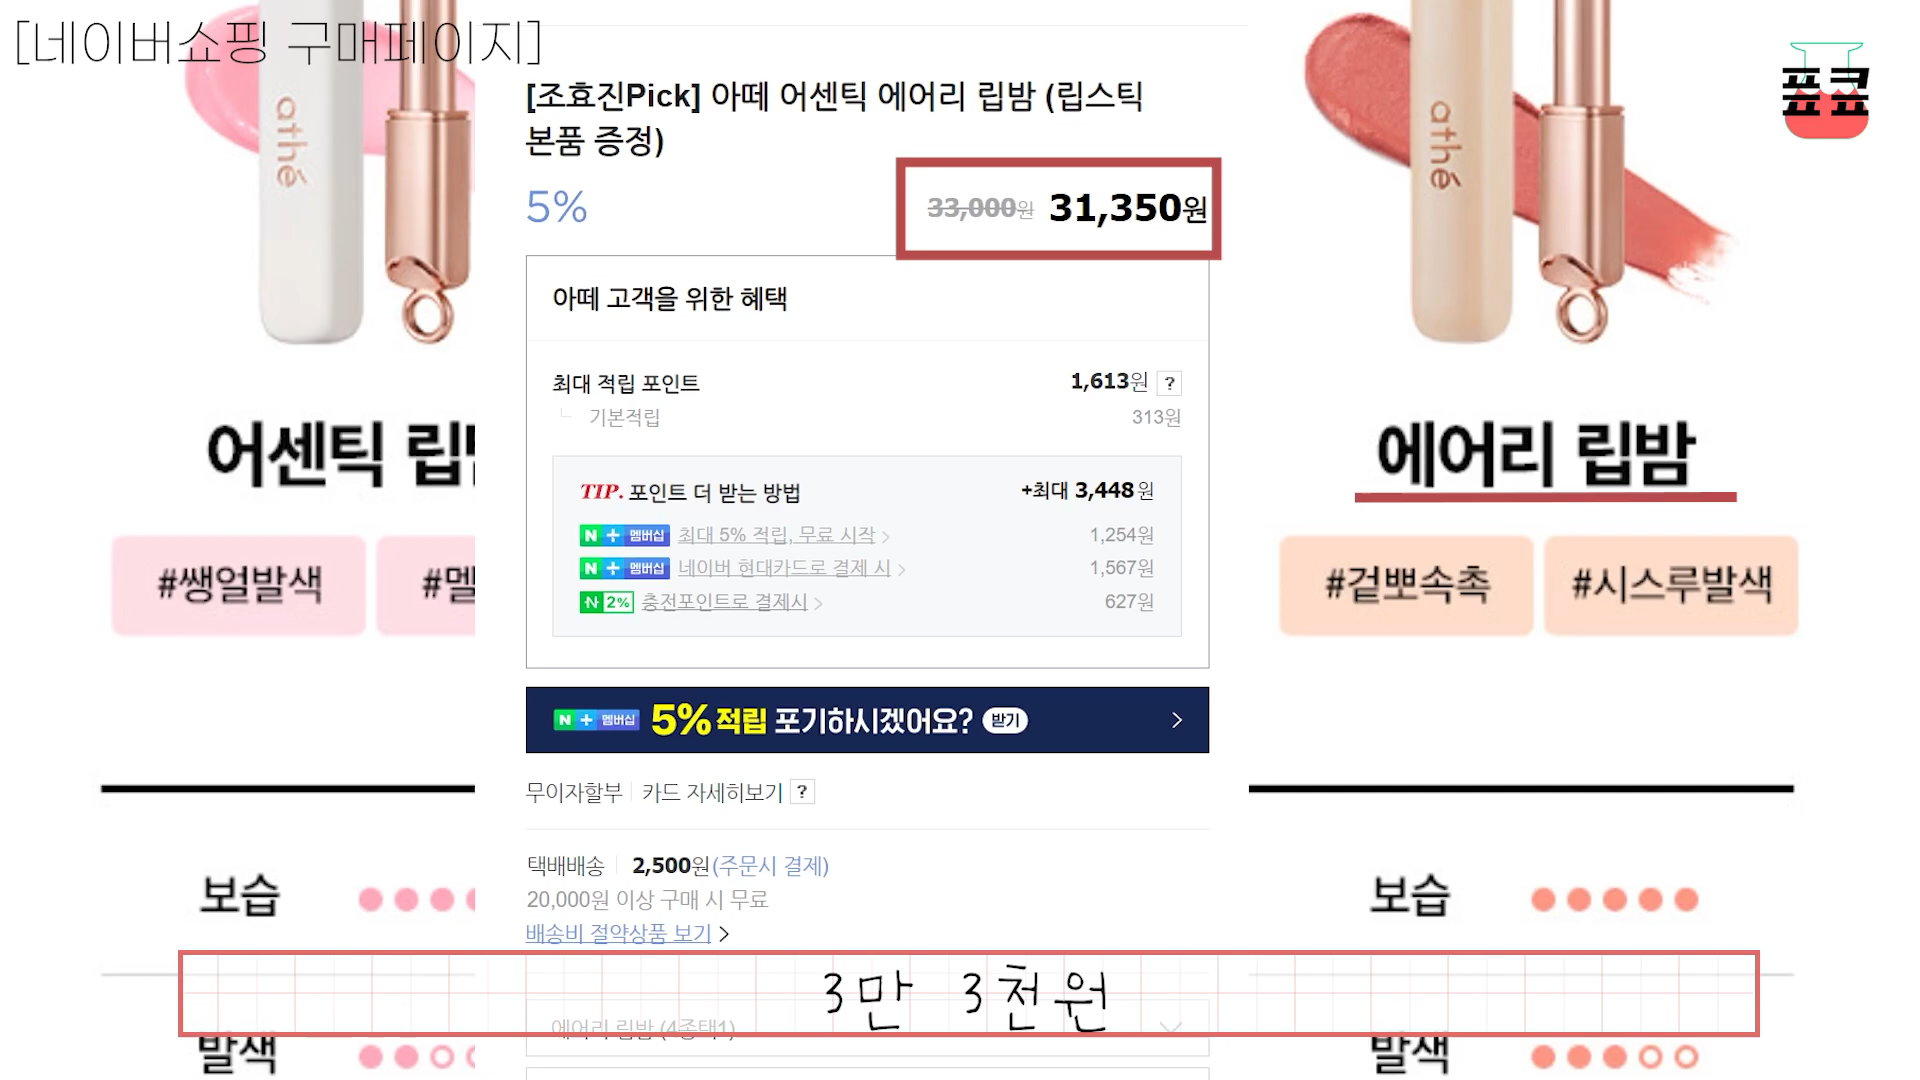 [네이버쇼핑 구매페이지]
퓨쿄
athé
athé
[조효진Pick] 아떼 어센틱 에어리 립밤 (립스틱
본품 증정)
5%
33,000원 31,350원
아떼 고객을 위한 혜택
최대 적립 포인트 1,613원 ?
기본적립 313원
TIP. 포인트 더 받는 방법 +최대 3,448원
N + 멤버십 최대 5% 적립, 무료 시작 > 1,254원
N + 멤버십 네이버 현대카드로 결제 시 > 1,567원
N 2% 충전포인트로 결제시 > 627원
N + 멤버십 5% 적립 포기하시겠어요? 받기 >
무이자할부 카드 자세히보기 ?
택배배송 2,500원(주문시 결제)
20,000원 이상 구매 시 무료
배송비 절약상품 보기 >
에어리 립밤 (4종택1)
3만 3천원
어센틱
#쌩얼발색
보습
발색
에어리 립밤
#겉뽀속촉 #시스루발색
보습
발색